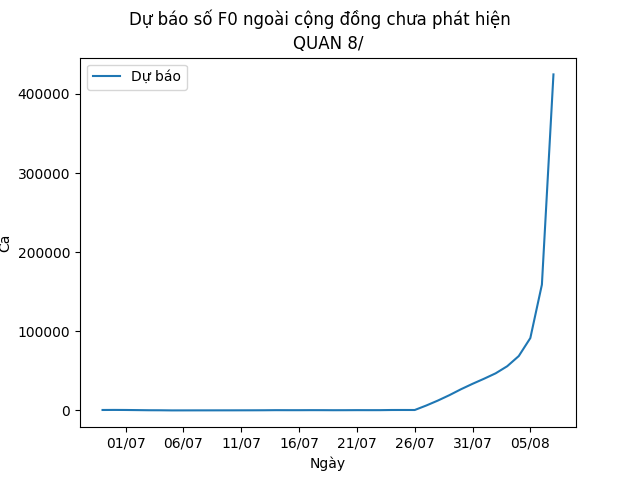 Dự báo số F0 ngoài cộng đồng chưa phát hiện
QUAN 8/
Dự báo
400000
300000
200000
100000
0
Ca
01/07 06/07 11/07 16/07 21/07 26/07 31/07 05/08
Ngày